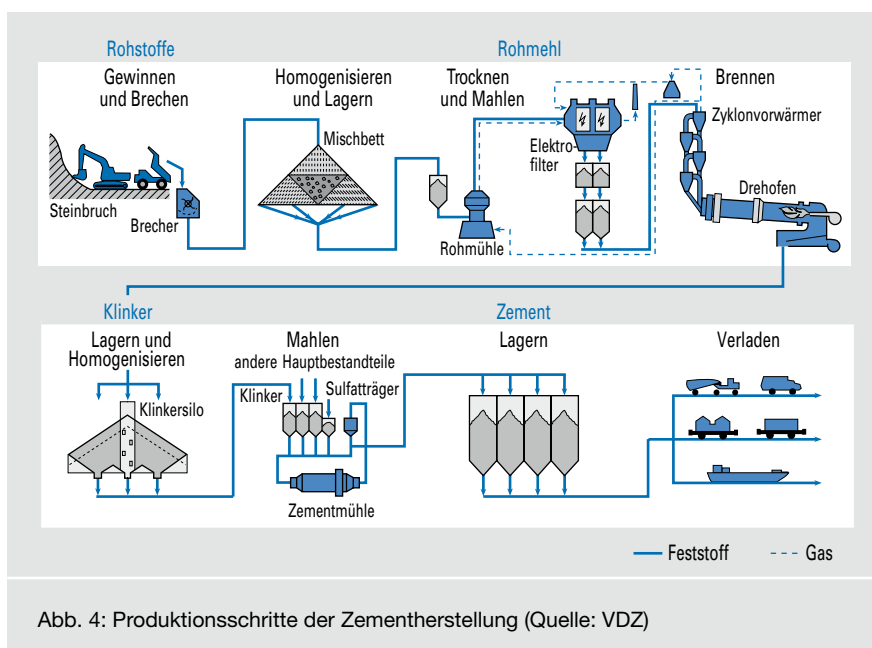 Rohstoffe
Rohmehl
Gewinnen
und Brechen
Homogenisieren
und Lagern
Trocknen
und Mahlen
Brennen
Mischbett
Zyklonvorwärmer
Elektro-
filter
Drehofen
Steinbruch
Brecher
Rohmühle
Klinker
Zement
Lagern und
Homogenisieren
Mahlen
andere Hauptbestandteile
Lagern
Verladen
Klinker
Sulfatträger
Klinkersilo
Zementmühle
Feststoff
Gas
Abb. 4: Produktionsschritte der Zementherstellung (Quelle: VDZ)